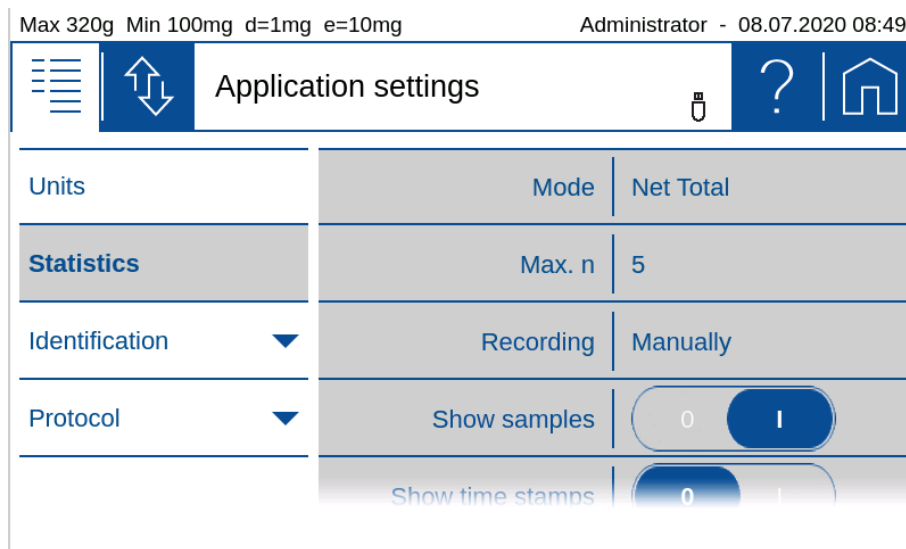 Max 320g Min 100mg d=1mg e=10mg Administrator - 08.07.2020 08:49
Application settings ?
Units
Statistics
Identification
Protocol
Mode Net Total
Max. n 5
Recording Manually
Show samples 0 I
Show time stamps 0 I